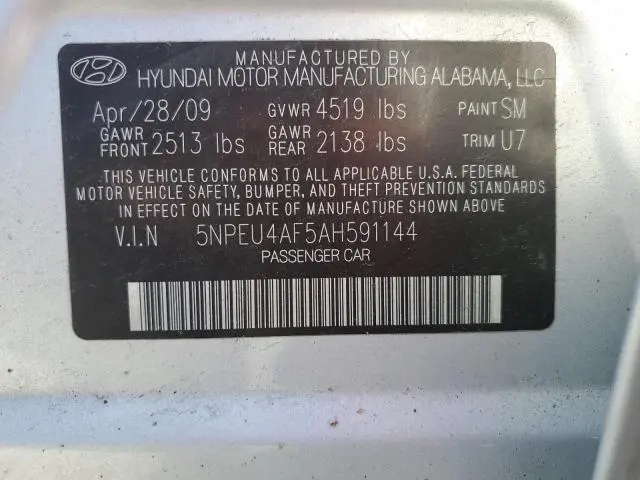 MANUFACTURED BY
HYUNDAI MOTOR MANUFACTURING ALABAMA, LLC
Apr/28/09 GVWR 4519 lbs PAINT SM
GAWR FRONT 2513 lbs GAWR REAR 2138 lbs TRIM U7
THIS VEHICLE CONFORMS TO ALL APPLICABLE U.S.A. FEDERAL
MOTOR VEHICLE SAFETY, BUMPER, AND THEFT PREVENTION STANDARDS
IN EFFECT ON THE DATE OF MANUFACTURE SHOWN ABOVE
V.I.N 5NPEU4AF5AH591144
PASSENGER CAR